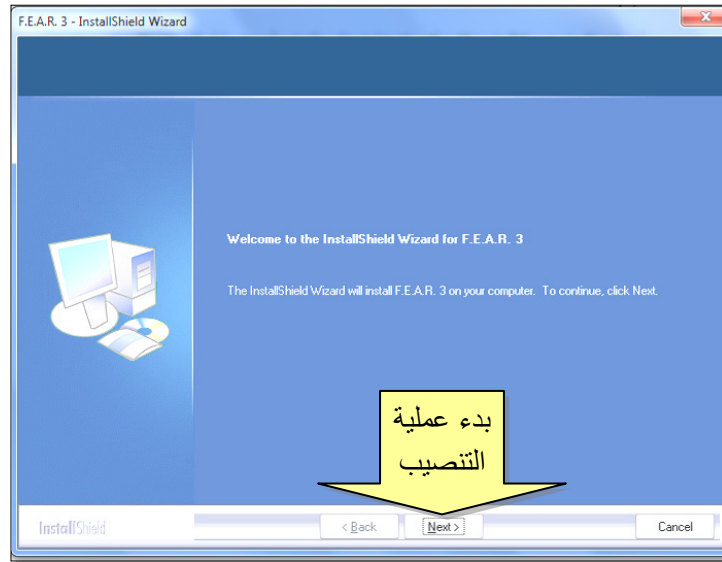 F.E.A.R. 3 - InstallShield Wizard
Welcome to the InstallShield Wizard for F.E.A.R. 3
The InstallShield Wizard will install F.E.A.R. 3 on your computer. To continue, click Next.
بدء عملية
التنصيب
InstallShield
< Back
Next >
Cancel